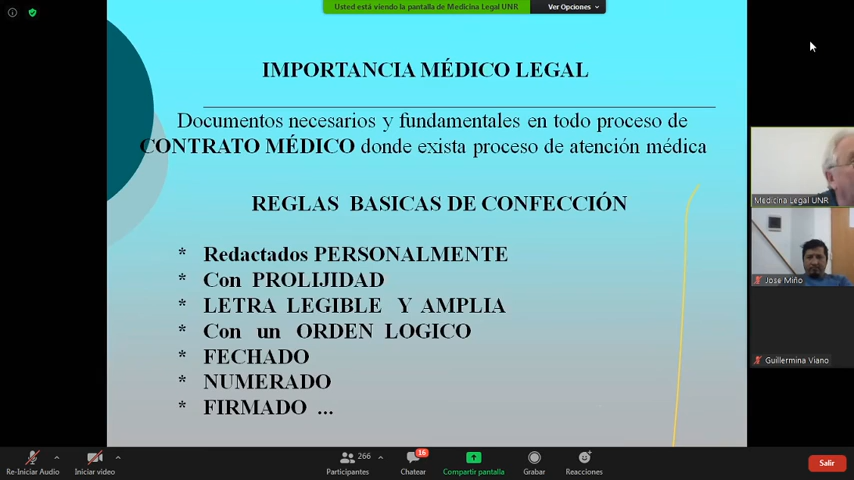 Usted está viendo la pantalla de Medicina Legal UNR
Ver Opciones
IMPORTANCIA MÉDICO LEGAL
Documentos necesarios y fundamentales en todo proceso de
CONTRATO MÉDICO donde exista proceso de atención médica
REGLAS BASICAS DE CONFECCIÓN
* Redactados PERSONALMENTE
* Con PROLIJIDAD
* LETRA LEGIBLE Y AMPLIA
* Con un ORDEN LOGICO
* FECHADO
* NUMERADO
* FIRMADO ...
Medicina Legal UNR
Jose Miño
Guillermina Viano
Re-Iniciar Audio
Iniciar video
266
Participantes
16
Chatear
Compartir pantalla
Grabar
Reacciones
Salir